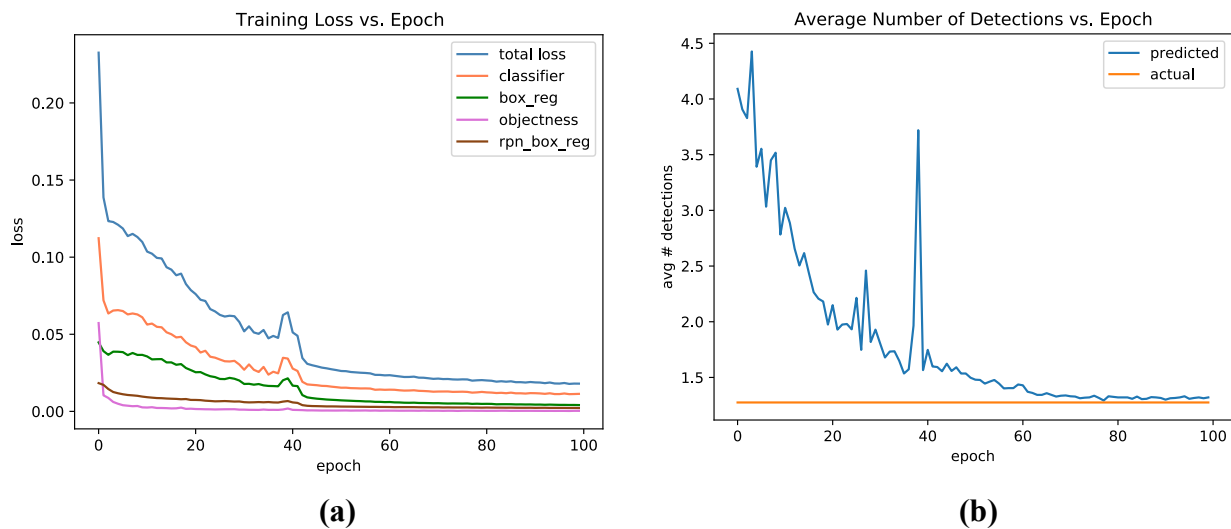 Training Loss vs. Epoch
total loss
classifier
box_reg
objectness
rpn_box_reg
0.20
0.15
0.10
0.05
0.00
loss
0
20
40
60
80
100
epoch
(a)
Average Number of Detections vs. Epoch
predicted
actual
4.5
4.0
3.5
3.0
2.5
2.0
1.5
avg # detections
0
20
40
60
80
100
epoch
(b)